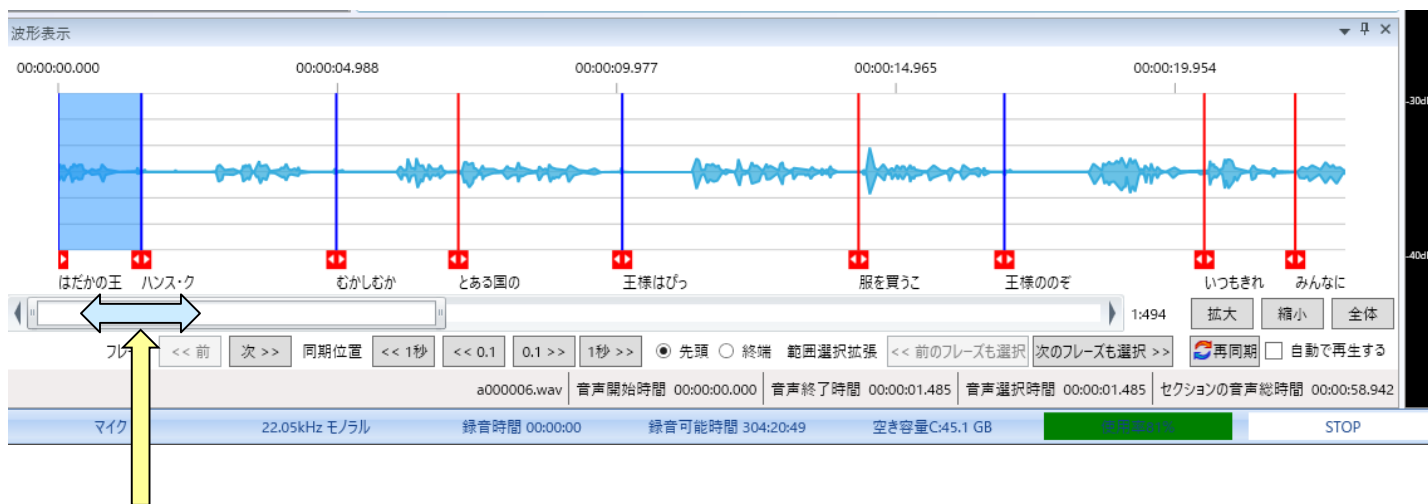 波形表示
00:00:00.000 00:00:04.988 00:00:09.977 00:00:14.965 00:00:19.954
-30dB
-40dB
はだかの王 ハンス・ク むかしむか とある国の 王様はぴっ 服を買うこ 王様ののぞ いつもきれ みんなに
1:494 拡大 縮小 全体
<< 前 次 >> 同期位置 << 1秒 << 0.1 0.1 >> 1秒 >> 先頭 終端 範囲選択拡張 << 前のフレーズも選択 次のフレーズも選択 >> 再同期 自動で再生する
a000006.wav 音声開始時間 00:00:00.000 音声終了時間 00:00:01.485 音声選択時間 00:00:01.485 セクションの音声総時間 00:00:58.942
マイク 22.05kHz モノラル 録音時間 00:00:00 録音可能時間 304:20:49 空き容量C:45.1 GB 使用率81% STOP